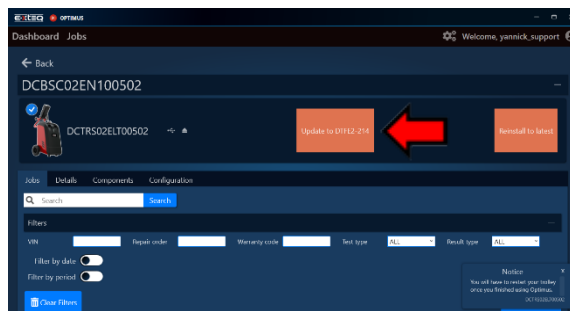 exteq OPTIMUS
Dashboard Jobs
Welcome, yannick_support
Back
DCBSC02EN100502
DCTRS02ELT00502
Update to DTFL2-214
Reinstall to latest
Jobs Details Components Configuration
Search Search
Filters
VIN Repair order Warranty code Test type ALL Result type ALL
Filter by date
Filter by period
Notice x
You will have to restart your trolley
once you finished using Optimus.
Clear Filters